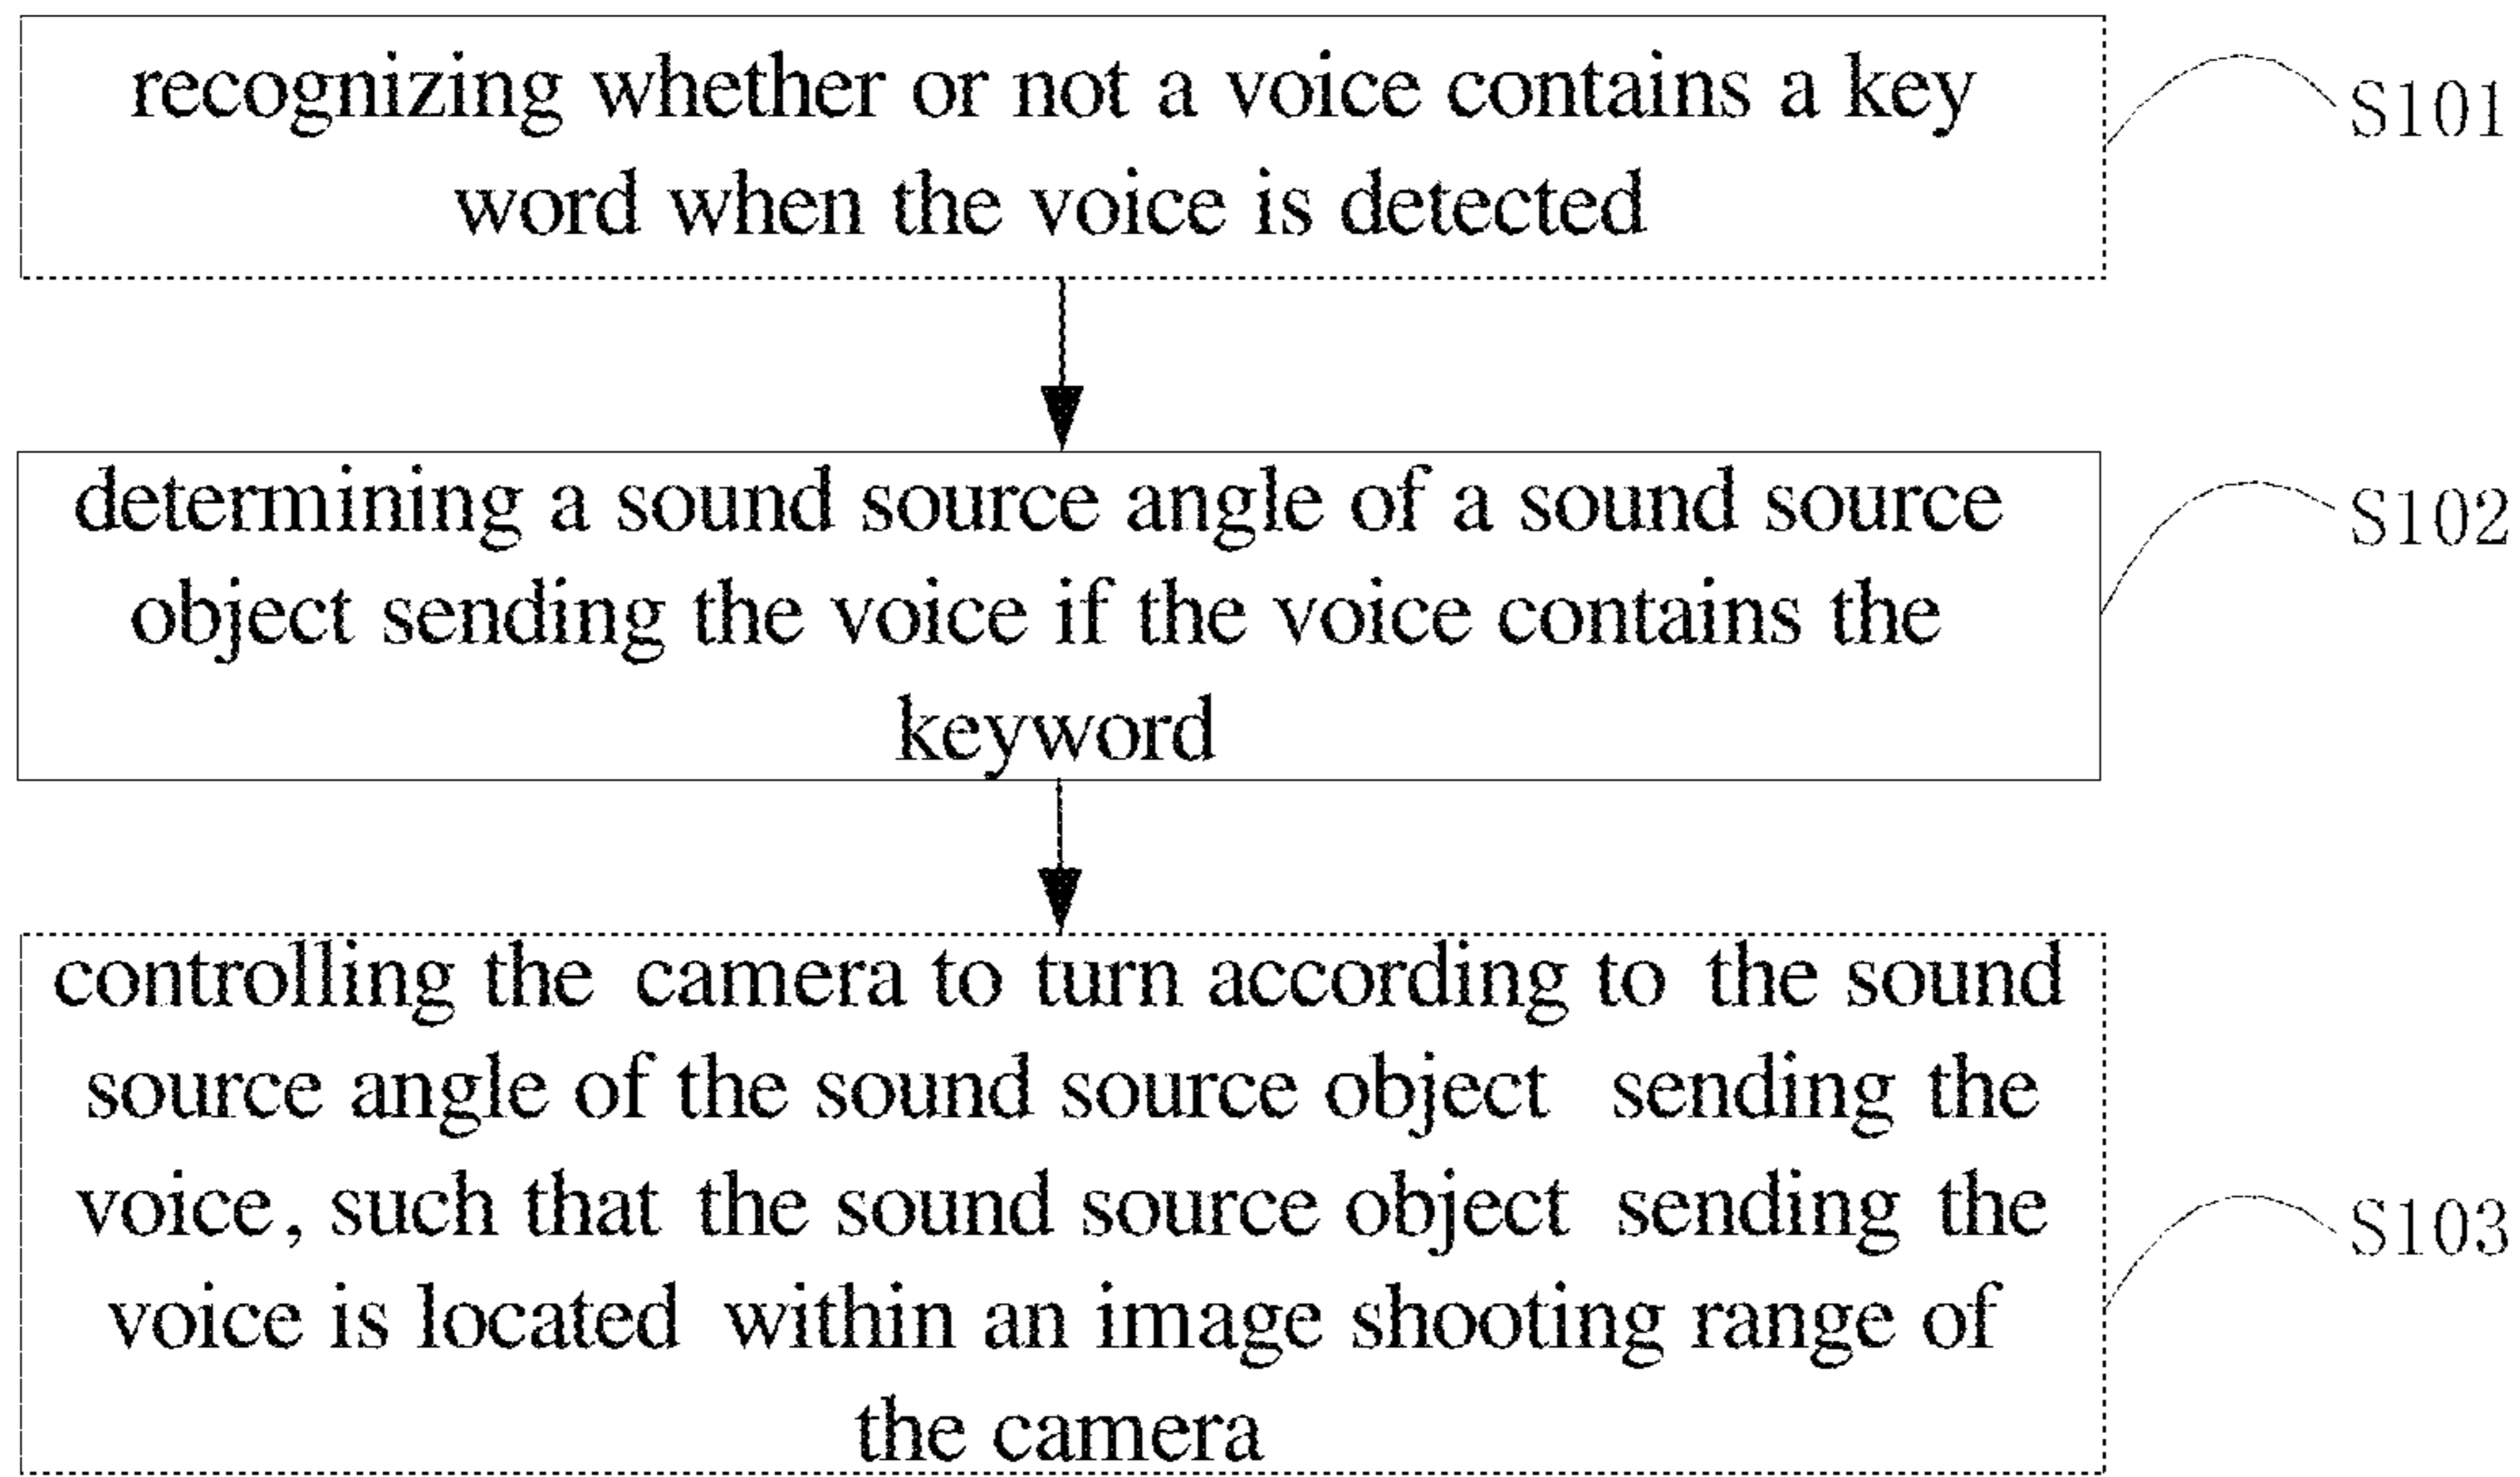 recognizing whether or not a voice contains a key
word when the voice is detected
S101
determining a sound source angle of a sound source
object sending the voice if the voice contains the
keyword
S102
controlling the camera to turn according to the sound
source angle of the sound source object sending the
voice, such that the sound source object sending the
voice is located within an image shooting range of
the camera
S103